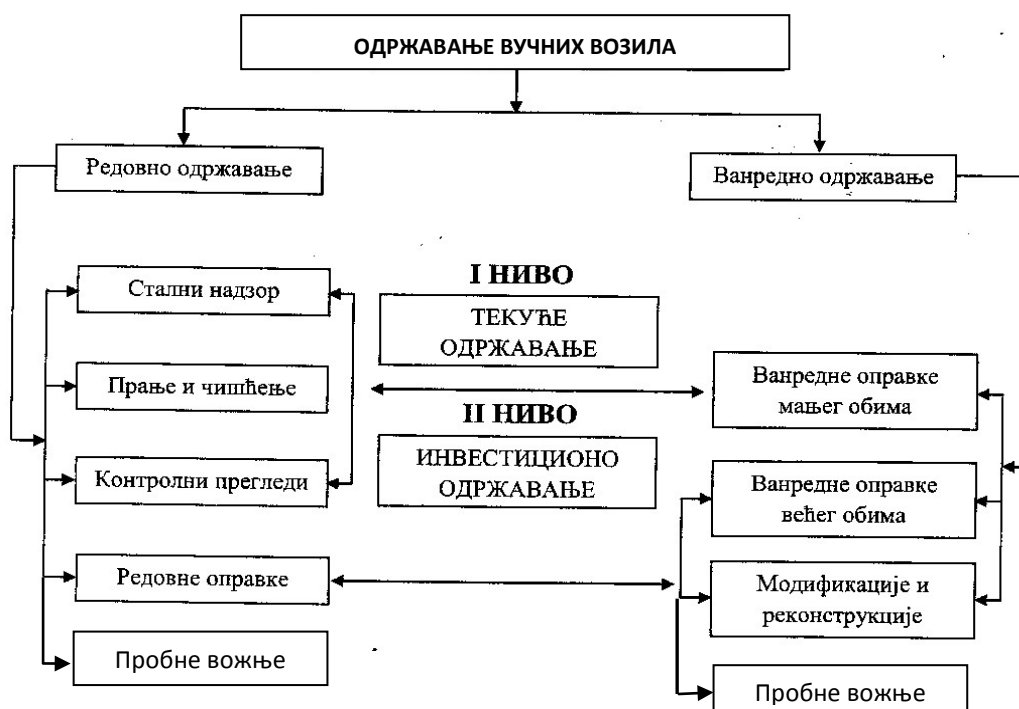 ОДРЖАВАЊЕ ВУЧНИХ ВОЗИЛА
Редовно одржавање
Ванредно одржавање
Стални надзор
Прање и чишћење
Контролни прегледи
Редовне оправке
Пробне вожње
I НИВО
ТЕКУЋЕ
ОДРЖАВАЊЕ
II НИВО
ИНВЕСТИЦИОНО
ОДРЖАВАЊЕ
Ванредне оправке
мањег обима
Ванредне оправке
већег обима
Модификације и
реконструкције
Пробне вожње